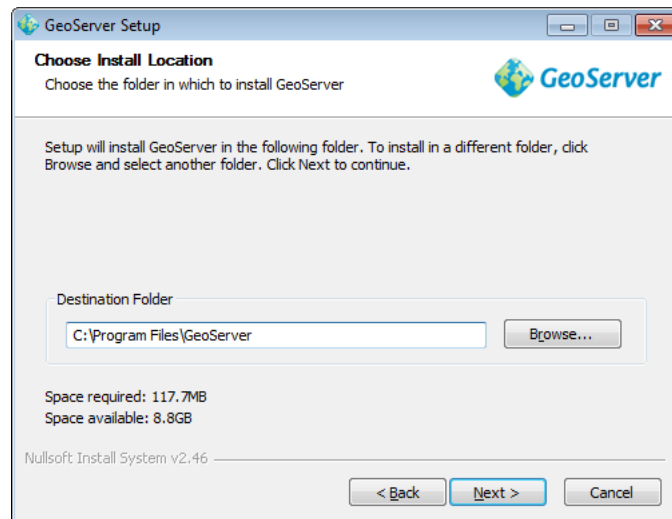 GeoServer Setup
Choose Install Location
Choose the folder in which to install GeoServer
GeoServer
Setup will install GeoServer in the following folder. To install in a different folder, click
Browse and select another folder. Click Next to continue.
Destination Folder
C:\Program Files\GeoServer
Browse...
Space required: 117.7MB
Space available: 8.8GB
Nullsoft Install System v2.46
< Back
Next >
Cancel